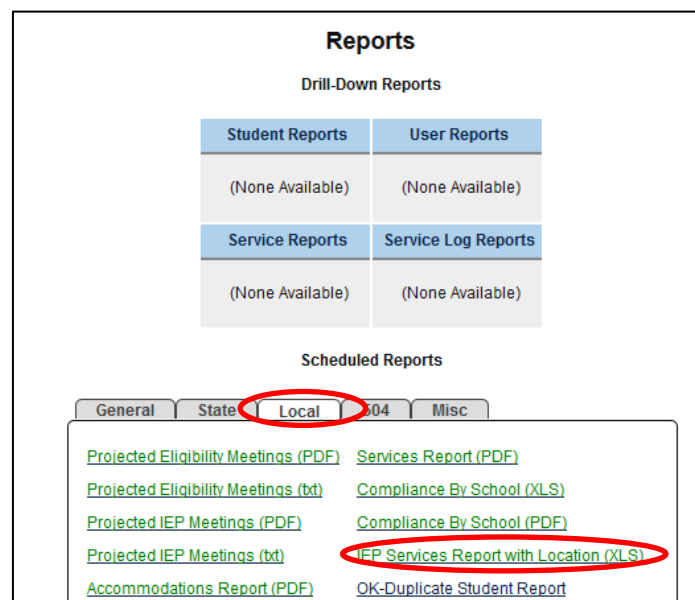 Reports
Drill-Down Reports
Student Reports User Reports
(None Available) (None Available)
Service Reports Service Log Reports
(None Available) (None Available)
Scheduled Reports
General State Local 504 Misc
Projected Eligibility Meetings (PDF) Services Report (PDF)
Projected Eligibility Meetings (txt) Compliance By School (XLS)
Projected IEP Meetings (PDF) Compliance By School (PDF)
Projected IEP Meetings (txt) IEP Services Report with Location (XLS)
Accommodations Report (PDF) OK-Duplicate Student Report